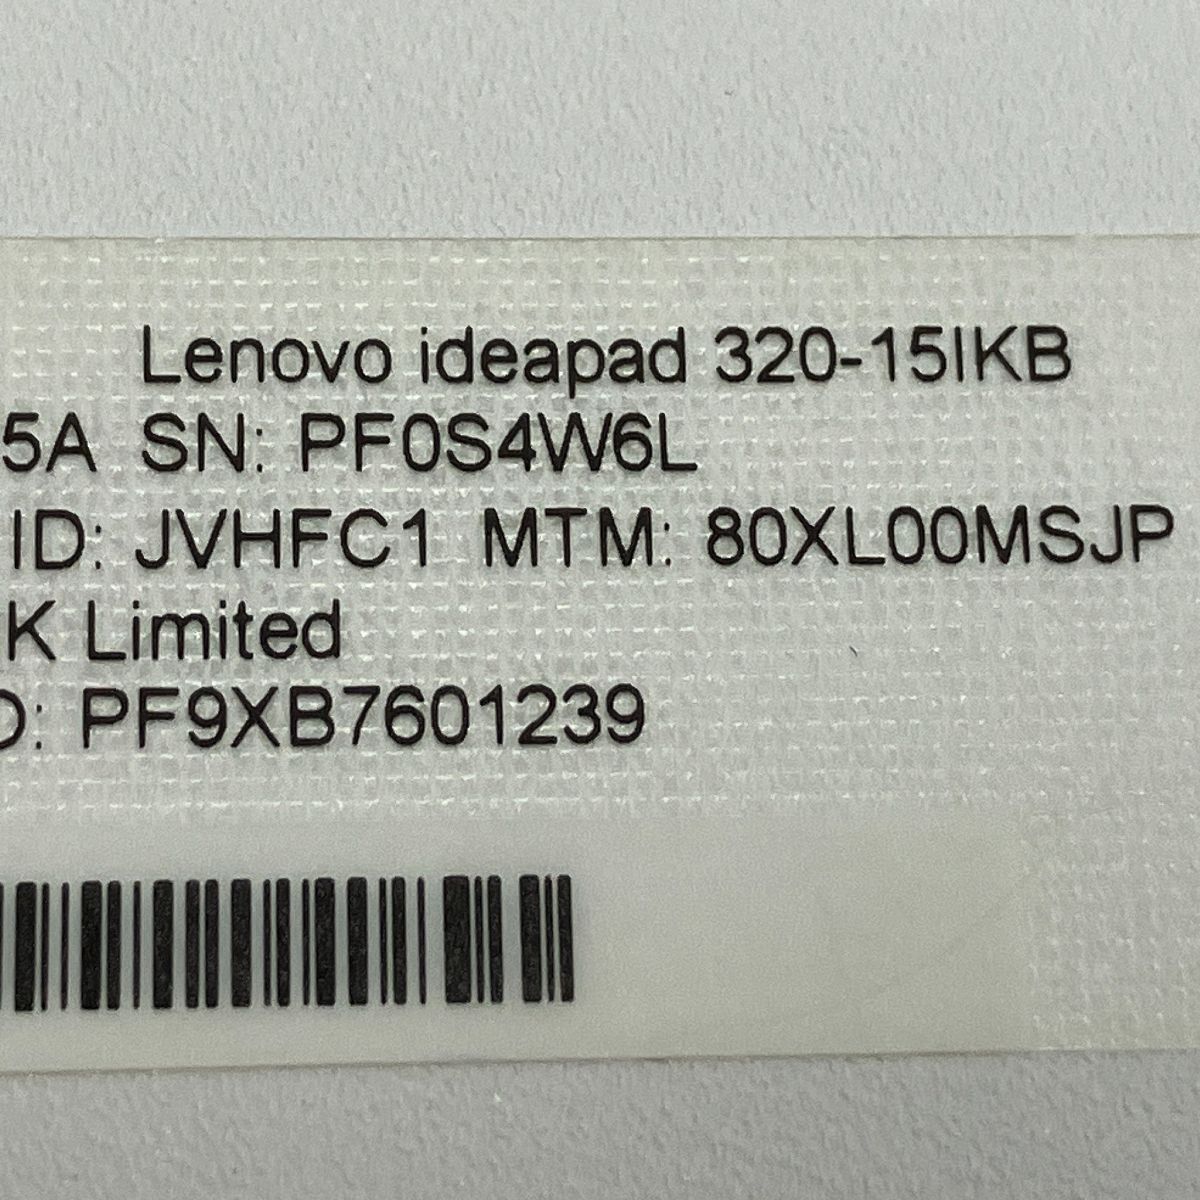 Lenovo ideapad 320-15IKB
5A SN: PF0S4W6L
ID: JVHFC1 MTM: 80XL00MSJP
K Limited
D: PF9XB7601239